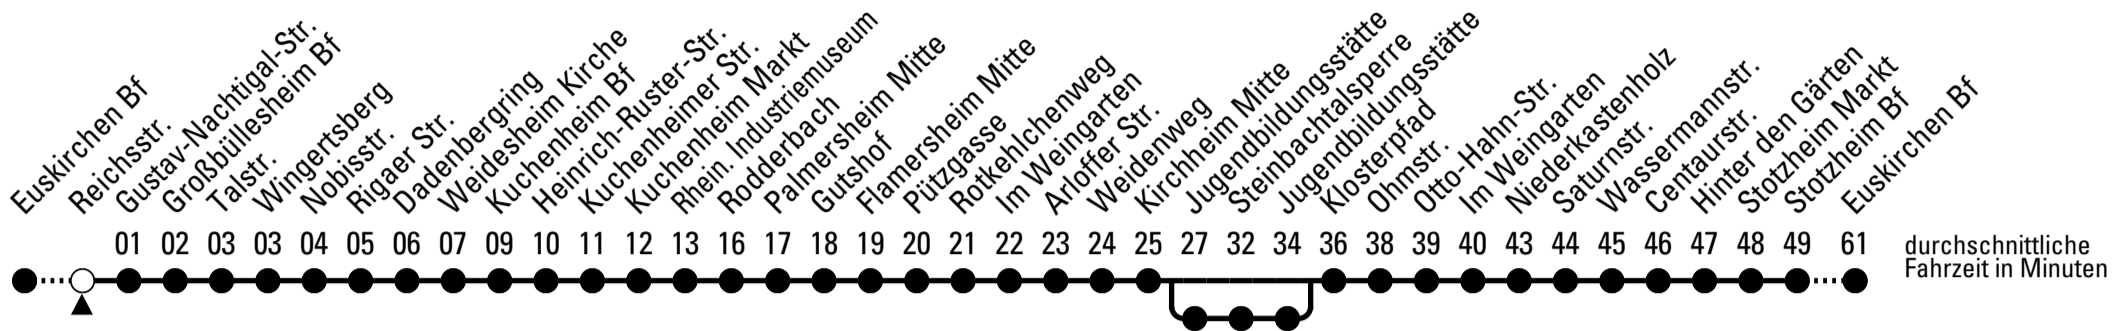 Euskirchen Bf
Reichsstr.
Gustav-Nachtigal-Str.
Großbüllesheim Bf
Talstr.
Wingertsberg
Nobisstr.
Rigaer Str.
Dadenbergring
Weidesheim Kirche
Kuchenheim Bf
Heinrich-Ruster-Str.
Kuchenheimer Str.
Kuchenheim Markt
Rhein. Industriemuseum
Rodderbach
Palmersheim Mitte
Gutshof
Flamersheim Mitte
Pützgasse
Rotkehlchenweg
Im Weingarten
Arloffer Str.
Weidenweg
Kirchheim Mitte
Jugendbildungsstätte
Steinbachtalsperre
Jugendbildungsstätte
Klosterpfad
Ohmstr.
Otto-Hahn-Str.
Im Weingarten
Niederkastenholz
Saturnstr.
Wassermannstr.
Centaurstr.
Hinter den Gärten
Stotzheim Markt
Stotzheim Bf
Euskirchen Bf
01 02 03 03 04 05 06 07 09 10 11 12 13 16 17 18 19 20 21 22 23 24 25 27 32 34 36 38 39 40 43 44 45 46 47 48 49 61
durchschnittliche
Fahrzeit in Minuten